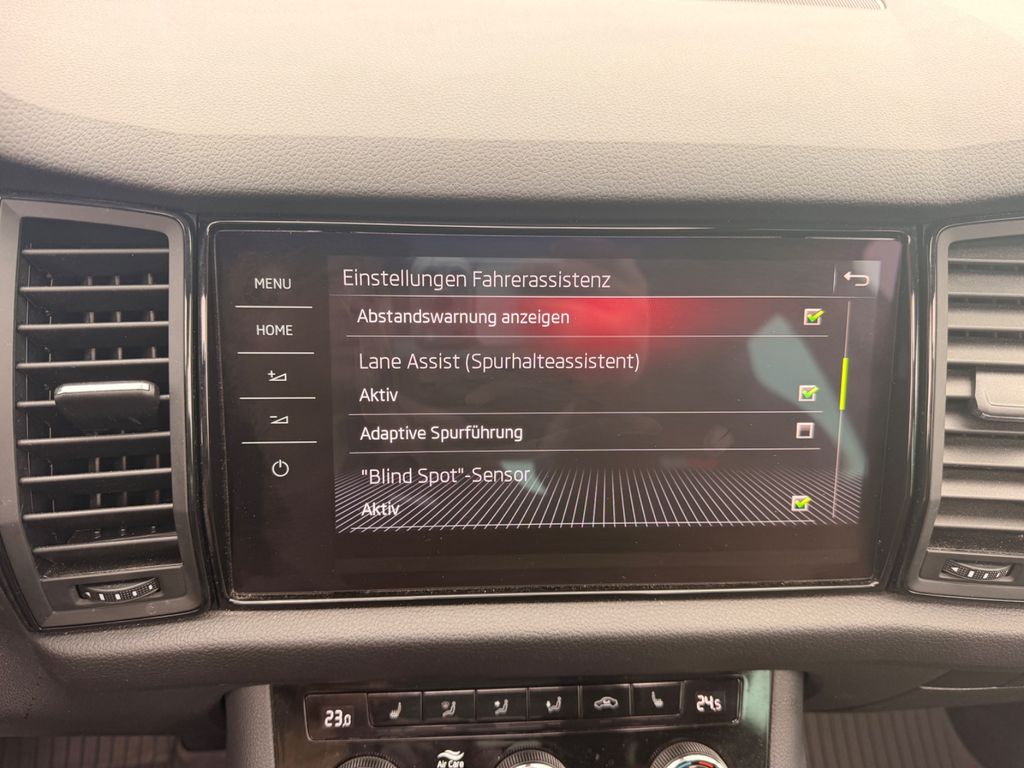 MENU
Einstellungen Fahrerassistenz
Abstandswarnung anzeigen
HOME
Lane Assist (Spurhalteassistent)
Aktiv
Adaptive Spurführung
"Blind Spot"-Sensor
Aktiv
23.0
24.5
Air Care